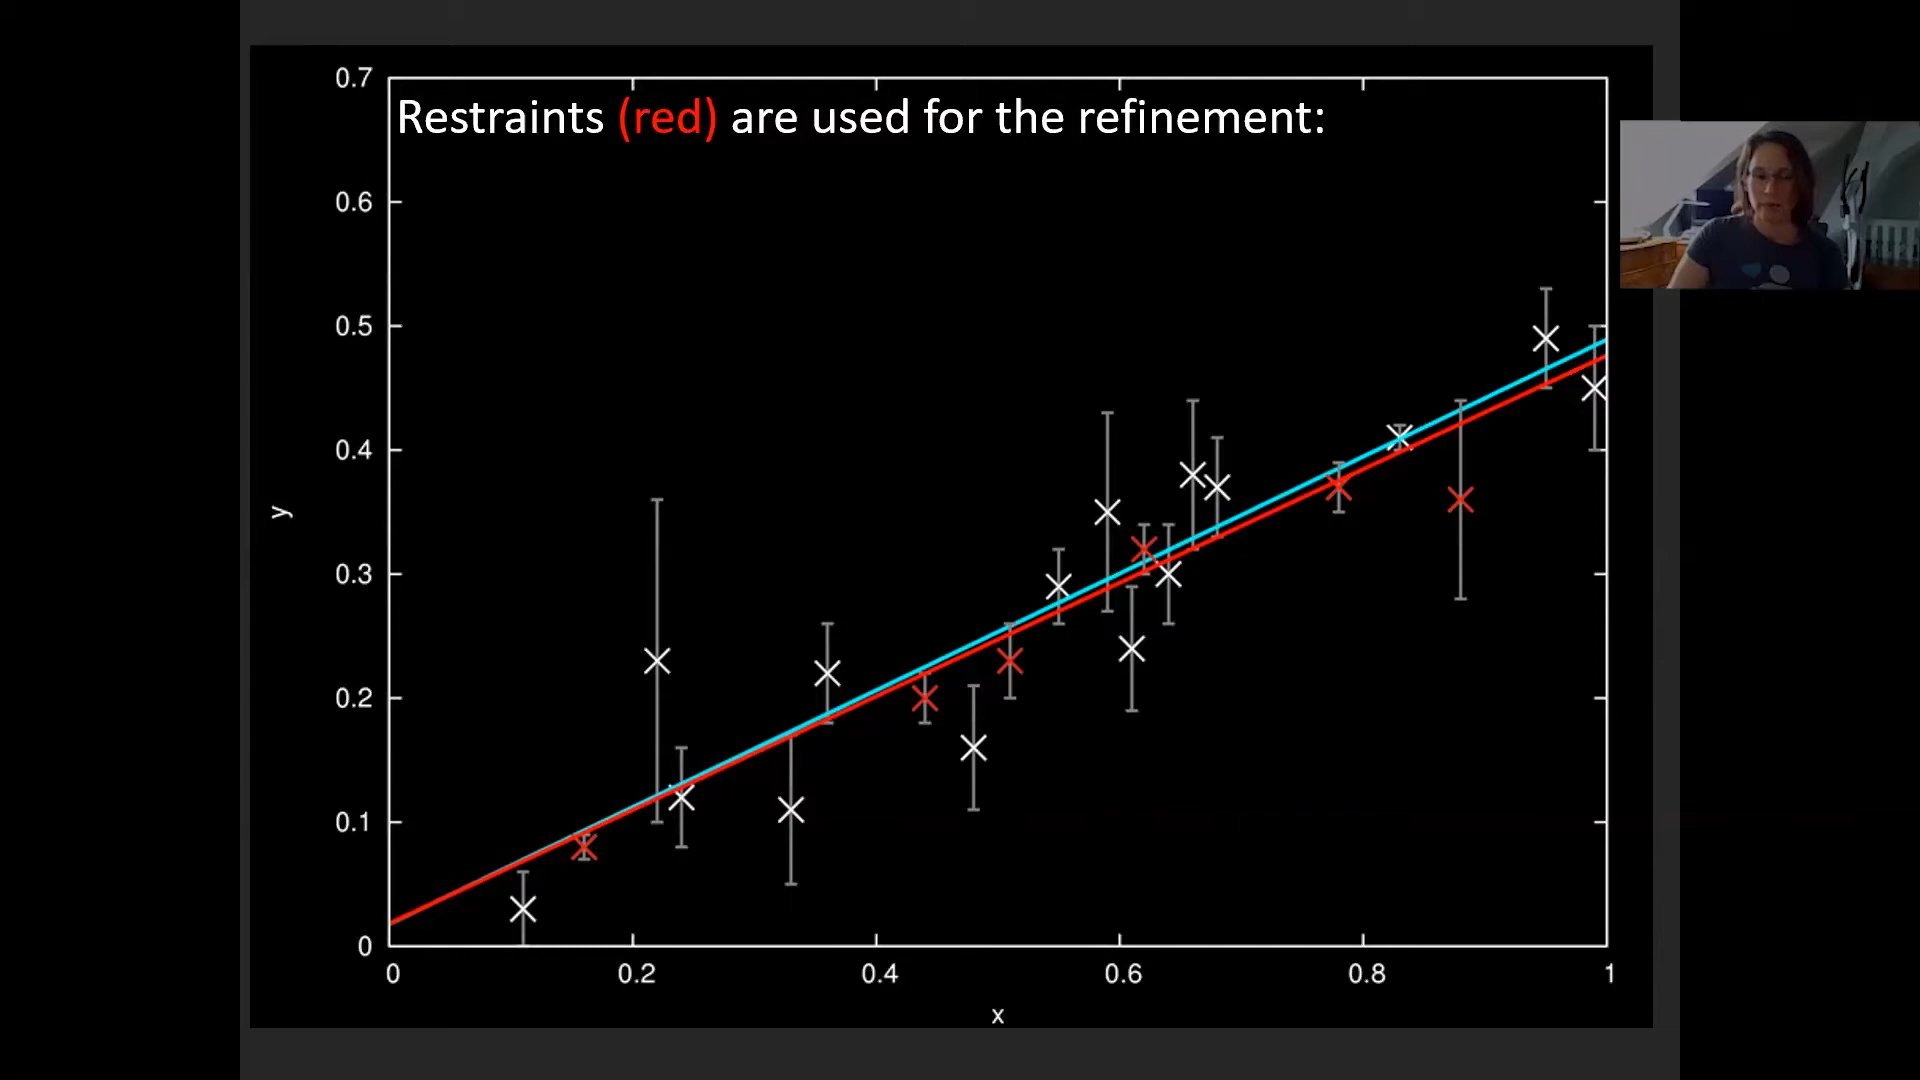 Restraints (red) are used for the refinement:
0.7
0.6
0.5
0.4
0.3
0.2
0.1
0
y
0 0.2 0.4 0.6 0.8 1
x